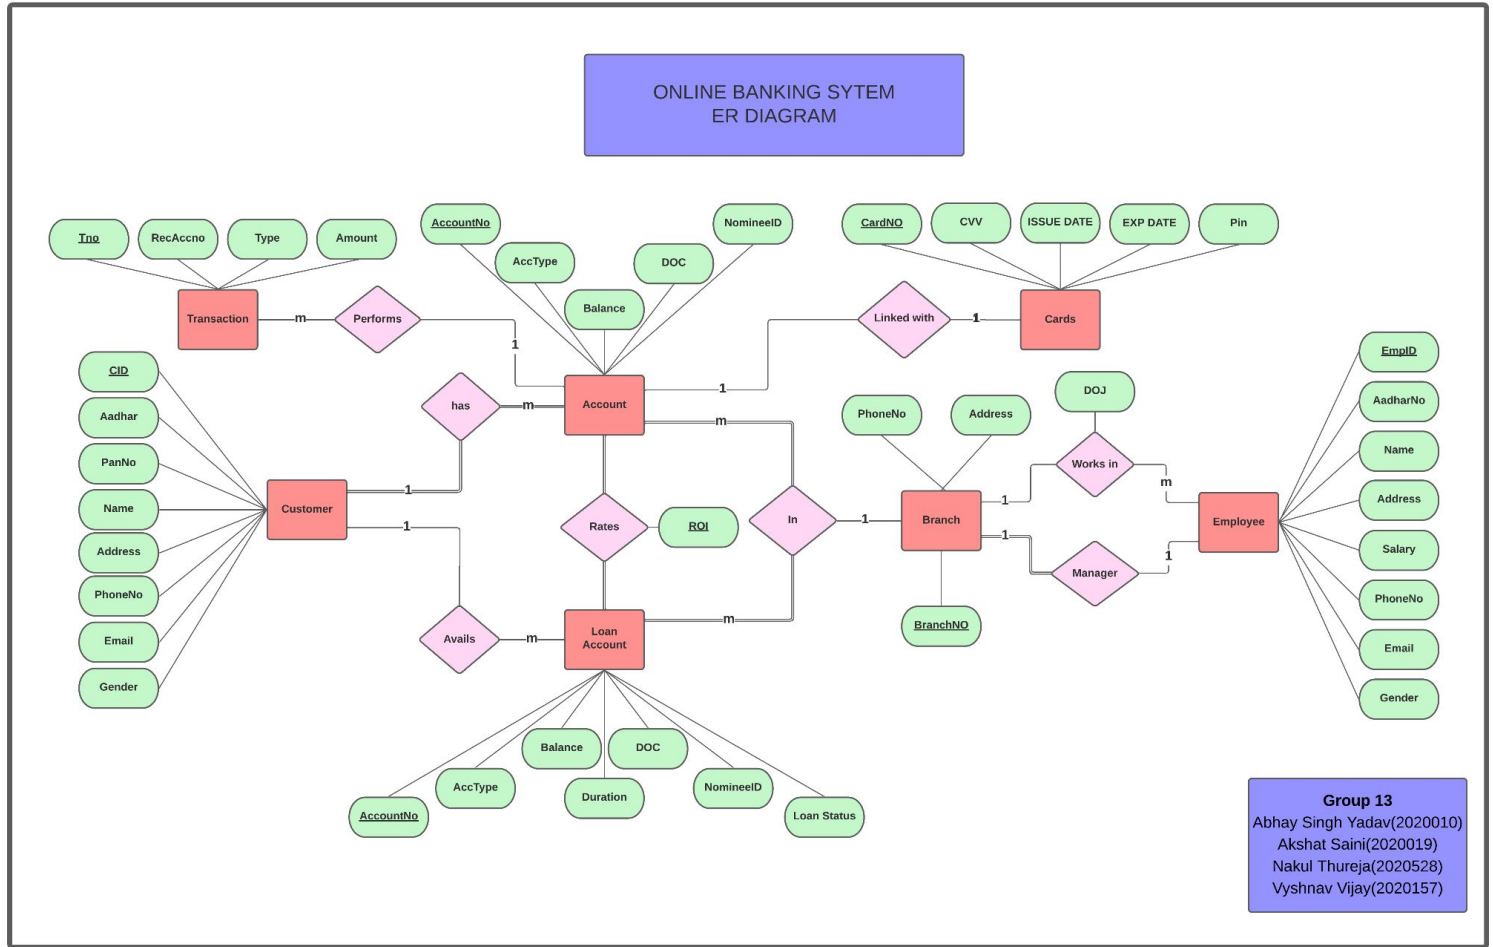 ONLINE BANKING SYTEM
ER DIAGRAM
Tno
RecAccno
Type
Amount
AccountNo
AccType
Balance
DOC
NomineeID
CardNO
CVV
ISSUE DATE
EXP DATE
Pin
Transaction
m
Performs
1
Linked with
1
Cards
1
CID
Aadhar
PanNo
Name
Address
PhoneNo
Email
Gender
has
m
Account
m
1
Customer
1
Rates
ROI
In
1
PhoneNo
Address
Branch
BranchNO
1
DOJ
Works in
m
1
Manager
1
Employee
EmpID
AadharNo
Name
Address
Salary
PhoneNo
Email
Gender
Avails
m
Loan
Account
m
Balance
DOC
AccType
Duration
NomineeID
AccountNo
Loan Status
Group 13
Abhay Singh Yadav(2020010)
Akshat Saini(2020019)
Nakul Thureja(2020528)
Vyshnav Vijay(2020157)